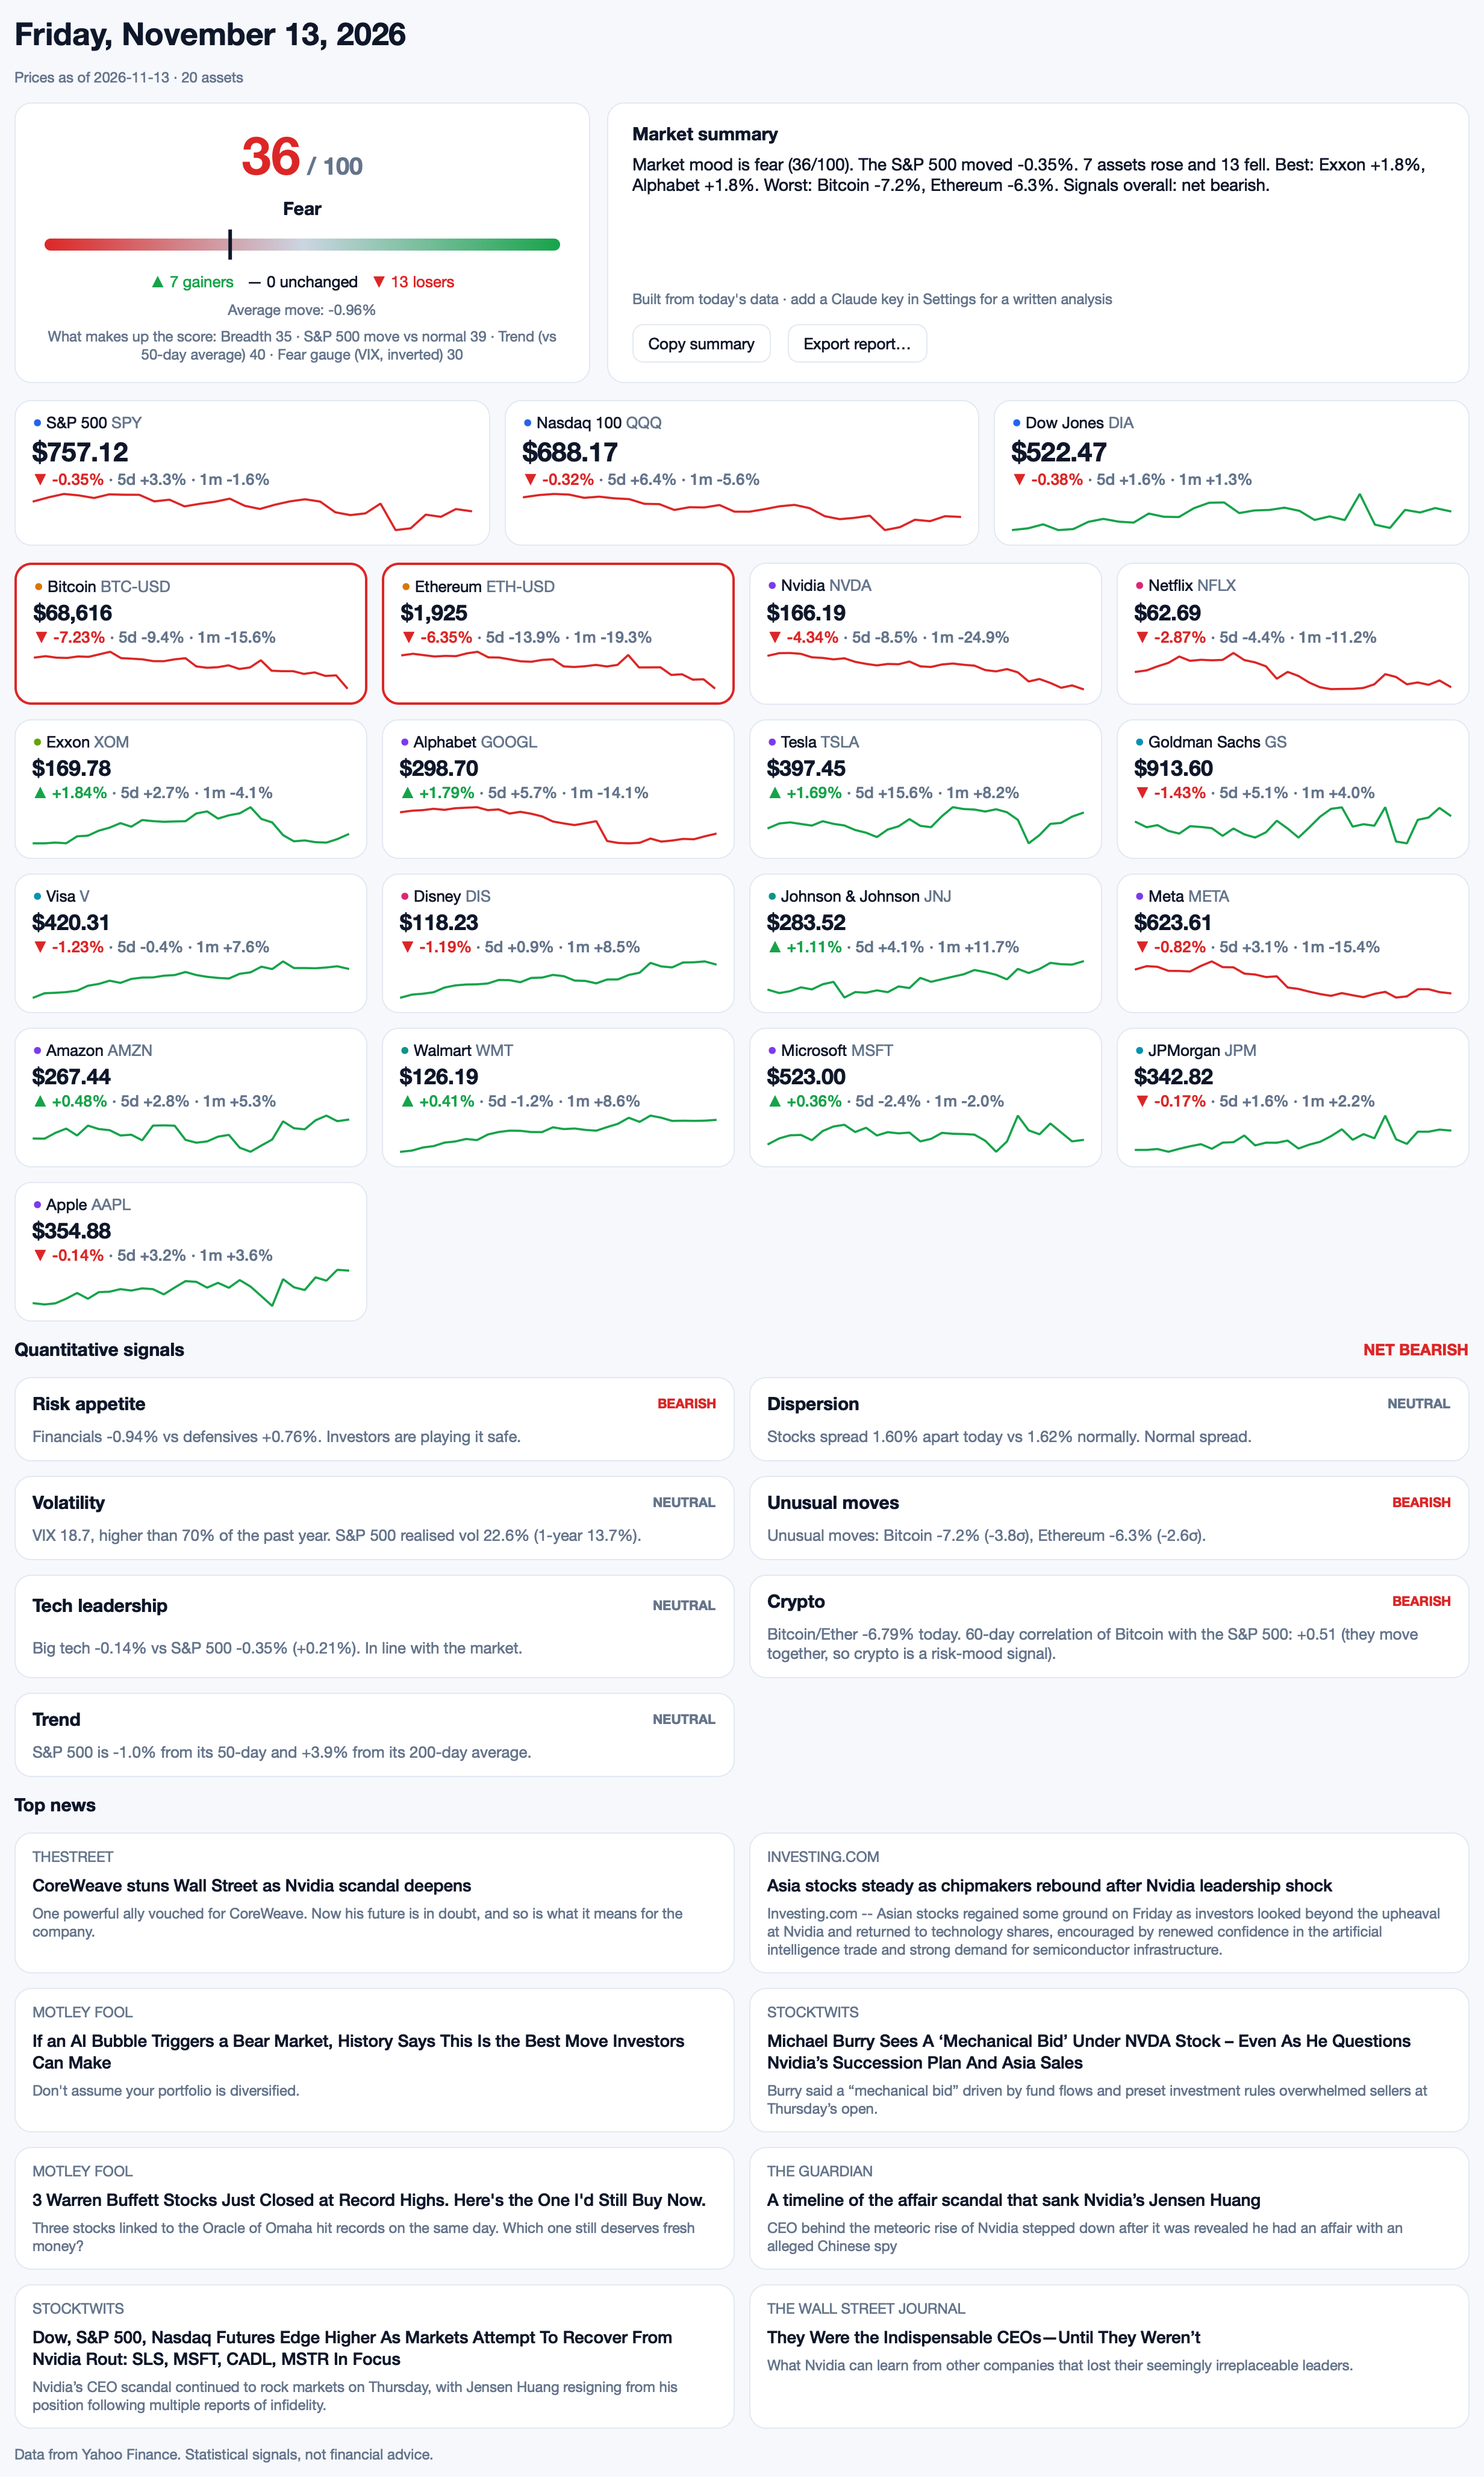 Friday, November 13, 2026
Prices as of 2026-11-13 · 20 assets
36 / 100
Fear
▲ 7 gainers — 0 unchanged ▼ 13 losers
Average move: -0.96%
What makes up the score: Breadth 35 · S&P 500 move vs normal 39 · Trend (vs
50-day average) 40 · Fear gauge (VIX, inverted) 30
Market summary
Market mood is fear (36/100). The S&P 500 moved -0.35%. 7 assets rose and 13 fell. Best: Exxon +1.8%,
Alphabet +1.8%. Worst: Bitcoin -7.2%, Ethereum -6.3%. Signals overall: net bearish.
Built from today's data · add a Claude key in Settings for a written analysis
Copy summary
Export report…
S&P 500 SPY
$757.12
▼ -0.35% · 5d +3.3% · 1m -1.6%
Nasdaq 100 QQQ
$688.17
▼ -0.32% · 5d +6.4% · 1m -5.6%
Dow Jones DIA
$522.47
▼ -0.38% · 5d +1.6% · 1m +1.3%
Bitcoin BTC-USD
$68,616
▼ -7.23% · 5d -9.4% · 1m -15.6%
Ethereum ETH-USD
$1,925
▼ -6.35% · 5d -13.9% · 1m -19.3%
Nvidia NVDA
$166.19
▼ -4.34% · 5d -8.5% · 1m -24.9%
Netflix NFLX
$62.69
▼ -2.87% · 5d -4.4% · 1m -11.2%
Exxon XOM
$169.78
▲ +1.84% · 5d +2.7% · 1m -4.1%
Alphabet GOOGL
$298.70
▲ +1.79% · 5d +5.7% · 1m -14.1%
Tesla TSLA
$397.45
▲ +1.69% · 5d +15.6% · 1m +8.2%
Goldman Sachs GS
$913.60
▼ -1.43% · 5d +5.1% · 1m +4.0%
Visa V
$420.31
▼ -1.23% · 5d -0.4% · 1m +7.6%
Disney DIS
$118.23
▼ -1.19% · 5d +0.9% · 1m +8.5%
Johnson & Johnson JNJ
$283.52
▲ +1.11% · 5d +4.1% · 1m +11.7%
Meta META
$623.61
▼ -0.82% · 5d +3.1% · 1m -15.4%
Amazon AMZN
$267.44
▲ +0.48% · 5d +2.8% · 1m +5.3%
Walmart WMT
$126.19
▲ +0.41% · 5d -1.2% · 1m +8.6%
Microsoft MSFT
$523.00
▲ +0.36% · 5d -2.4% · 1m -2.0%
JPMorgan JPM
$342.82
▼ -0.17% · 5d +1.6% · 1m +2.2%
Apple AAPL
$354.88
▼ -0.14% · 5d +3.2% · 1m +3.6%
Quantitative signals
NET BEARISH
Risk appetite
BEARISH
Financials -0.94% vs defensives +0.76%. Investors are playing it safe.
Dispersion
NEUTRAL
Stocks spread 1.60% apart today vs 1.62% normally. Normal spread.
Volatility
NEUTRAL
VIX 18.7, higher than 70% of the past year. S&P 500 realised vol 22.6% (1-year 13.7%).
Unusual moves
BEARISH
Unusual moves: Bitcoin -7.2% (-3.8σ), Ethereum -6.3% (-2.6σ).
Tech leadership
NEUTRAL
Big tech -0.14% vs S&P 500 -0.35% (+0.21%). In line with the market.
Crypto
BEARISH
Bitcoin/Ether -6.79% today. 60-day correlation of Bitcoin with the S&P 500: +0.51 (they move
together, so crypto is a risk-mood signal).
Trend
NEUTRAL
S&P 500 is -1.0% from its 50-day and +3.9% from its 200-day average.
Top news
THESTREET
CoreWeave stuns Wall Street as Nvidia scandal deepens
One powerful ally vouched for CoreWeave. Now his future is in doubt, and so is what it means for the
company.
INVESTING.COM
Asia stocks steady as chipmakers rebound after Nvidia leadership shock
Investing.com -- Asian stocks regained some ground on Friday as investors looked beyond the upheaval
at Nvidia and returned to technology shares, encouraged by renewed confidence in the artificial
intelligence trade and strong demand for semiconductor infrastructure.
MOTLEY FOOL
If an AI Bubble Triggers a Bear Market, History Says This Is the Best Move Investors
Can Make
Don't assume your portfolio is diversified.
STOCKTWITS
Michael Burry Sees A ‘Mechanical Bid’ Under NVDA Stock – Even As He Questions
Nvidia’s Succession Plan And Asia Sales
Burry said a “mechanical bid” driven by fund flows and preset investment rules overwhelmed sellers at
Thursday’s open.
MOTLEY FOOL
3 Warren Buffett Stocks Just Closed at Record Highs. Here's the One I'd Still Buy Now.
Three stocks linked to the Oracle of Omaha hit records on the same day. Which one still deserves fresh
money?
THE GUARDIAN
A timeline of the affair scandal that sank Nvidia’s Jensen Huang
CEO behind the meteoric rise of Nvidia stepped down after it was revealed he had an affair with an
alleged Chinese spy
STOCKTWITS
Dow, S&P 500, Nasdaq Futures Edge Higher As Markets Attempt To Recover From
Nvidia Rout: SLS, MSFT, CADL, MSTR In Focus
Nvidia’s CEO scandal continued to rock markets on Thursday, with Jensen Huang resigning from his
position following multiple reports of infidelity.
THE WALL STREET JOURNAL
They Were the Indispensable CEOs—Until They Weren’t
What Nvidia can learn from other companies that lost their seemingly irreplaceable leaders.
Data from Yahoo Finance. Statistical signals, not financial advice.